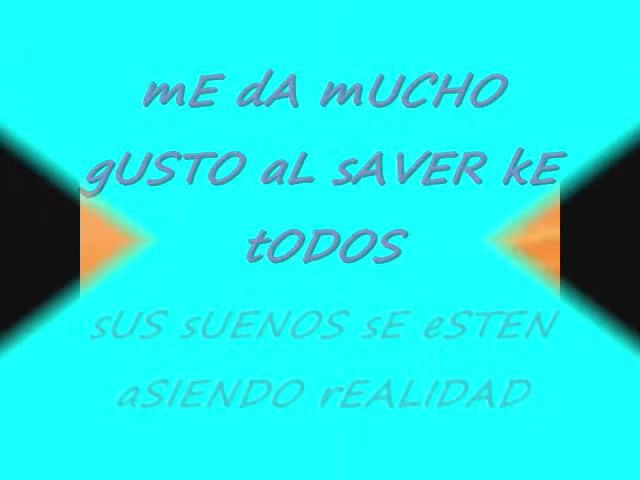 mE dA mUCHO
gUSTO aL sAVER kE
tODOS
sUS sUENOS sE eSTEN
aSIENDO rEALIDAD